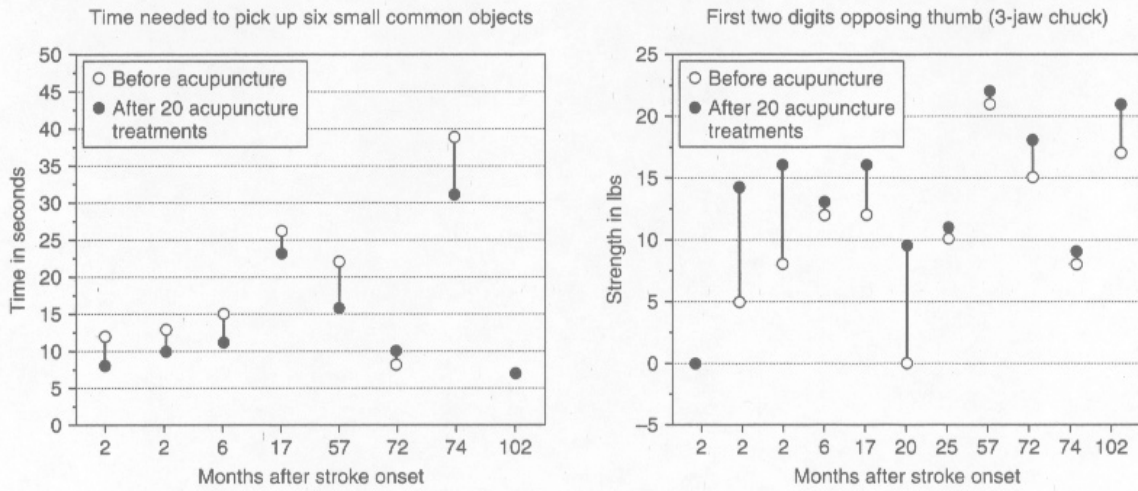 Time needed to pick up six small common objects
50
45
40
35
30
25
20
15
10
5
0
Time in seconds
Before acupuncture
After 20 acupuncture
treatments
2 2 6 17 57 72 74 102
Months after stroke onset
First two digits opposing thumb (3-jaw chuck)
25
20
15
10
5
0
–5
Strength in lbs
Before acupuncture
After 20 acupuncture
treatments
2 2 2 6 17 20 25 57 72 74 102
Months after stroke onset